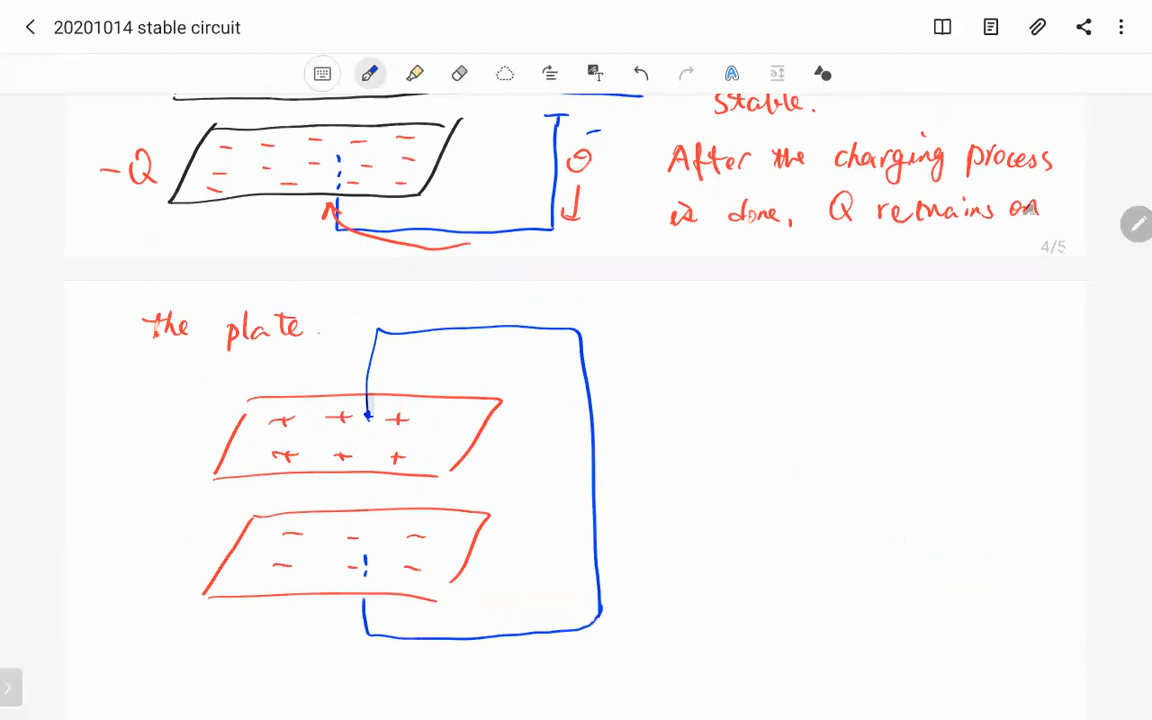 20201014 stable circuit
stable.
-Q
After the charging process
is done, Q remains on
4/5
the plate.
+ + +
+ + +
- - -
- - -